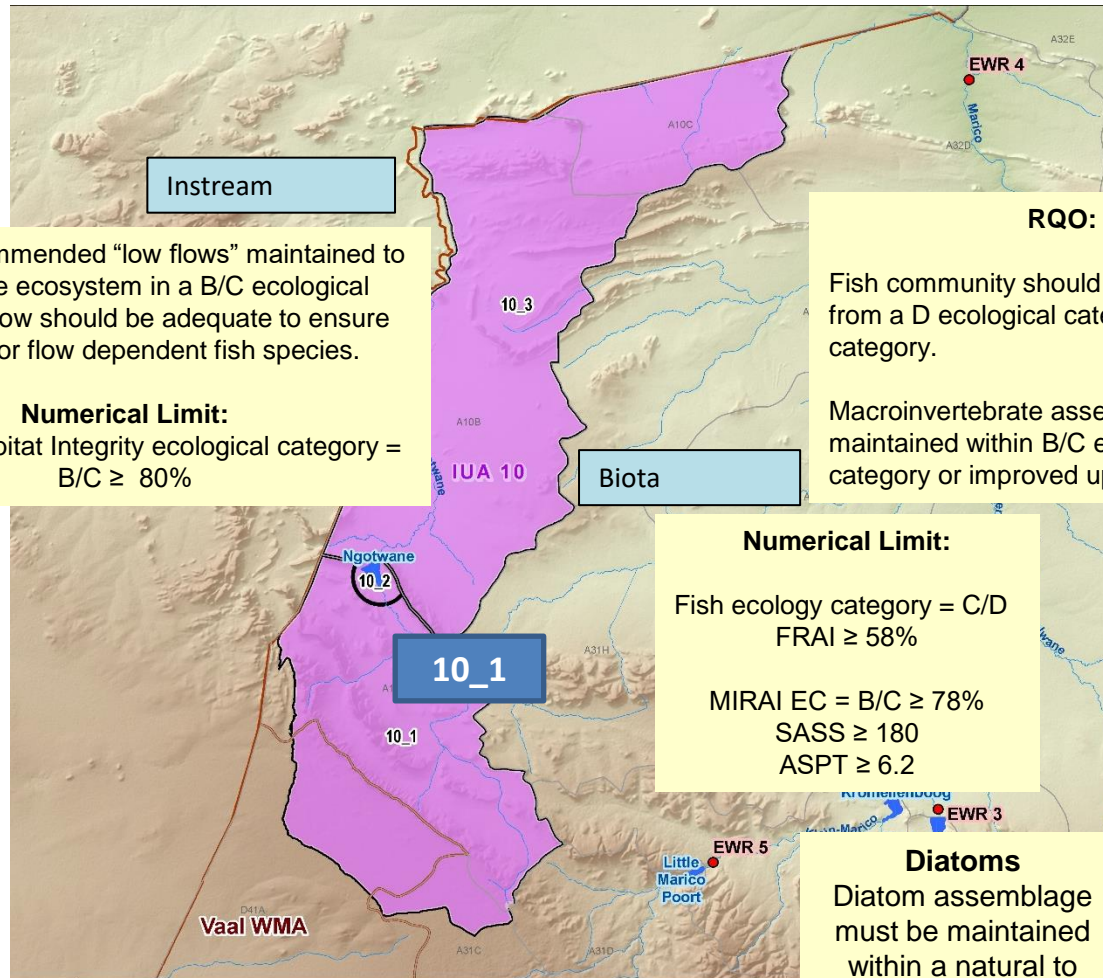 A32E
EWR 4
Marico
A10C
A32D
Instream
RQO:
mmended “low flows” maintained to
e ecosystem in a B/C ecological
ow should be adequate to ensure
or flow dependent fish species.
Numerical Limit:
itat Integrity ecological category =
B/C ≥ 80%
Fish community should
from a D ecological cate
category.
Macroinvertebrate asse
maintained within B/C e
category or improved up
10_3
A10B
IUA 10
Biota
Numerical Limit:
Fish ecology category = C/D
FRAI ≥ 58%
MIRAI EC = B/C ≥ 78%
SASS ≥ 180
ASPT ≥ 6.2
Ngotwane
10_2
A31H
10_1
10_1
EWR 3
EWR 5
Little
Marico
Poort
Diatoms
Diatom assemblage
must be maintained
within a natural to
D41A
Vaal WMA
A31C
A31D